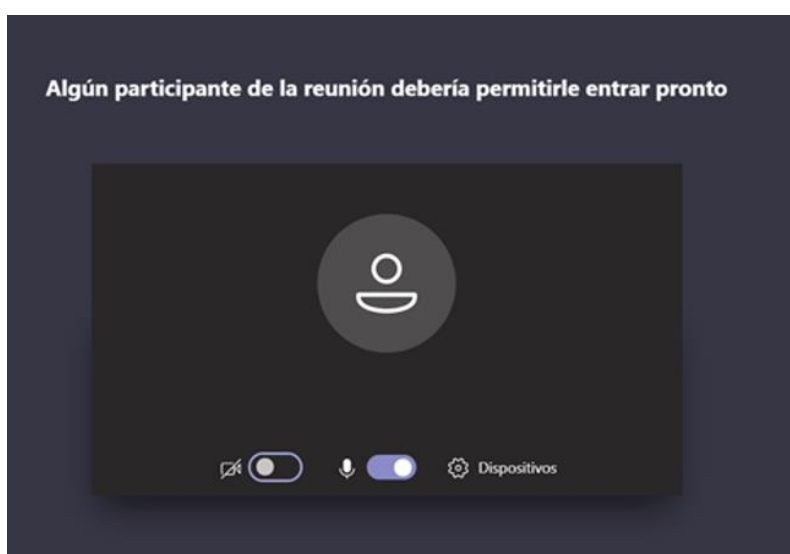 Algún participante de la reunión debería permitirle entrar pronto
Dispositivos